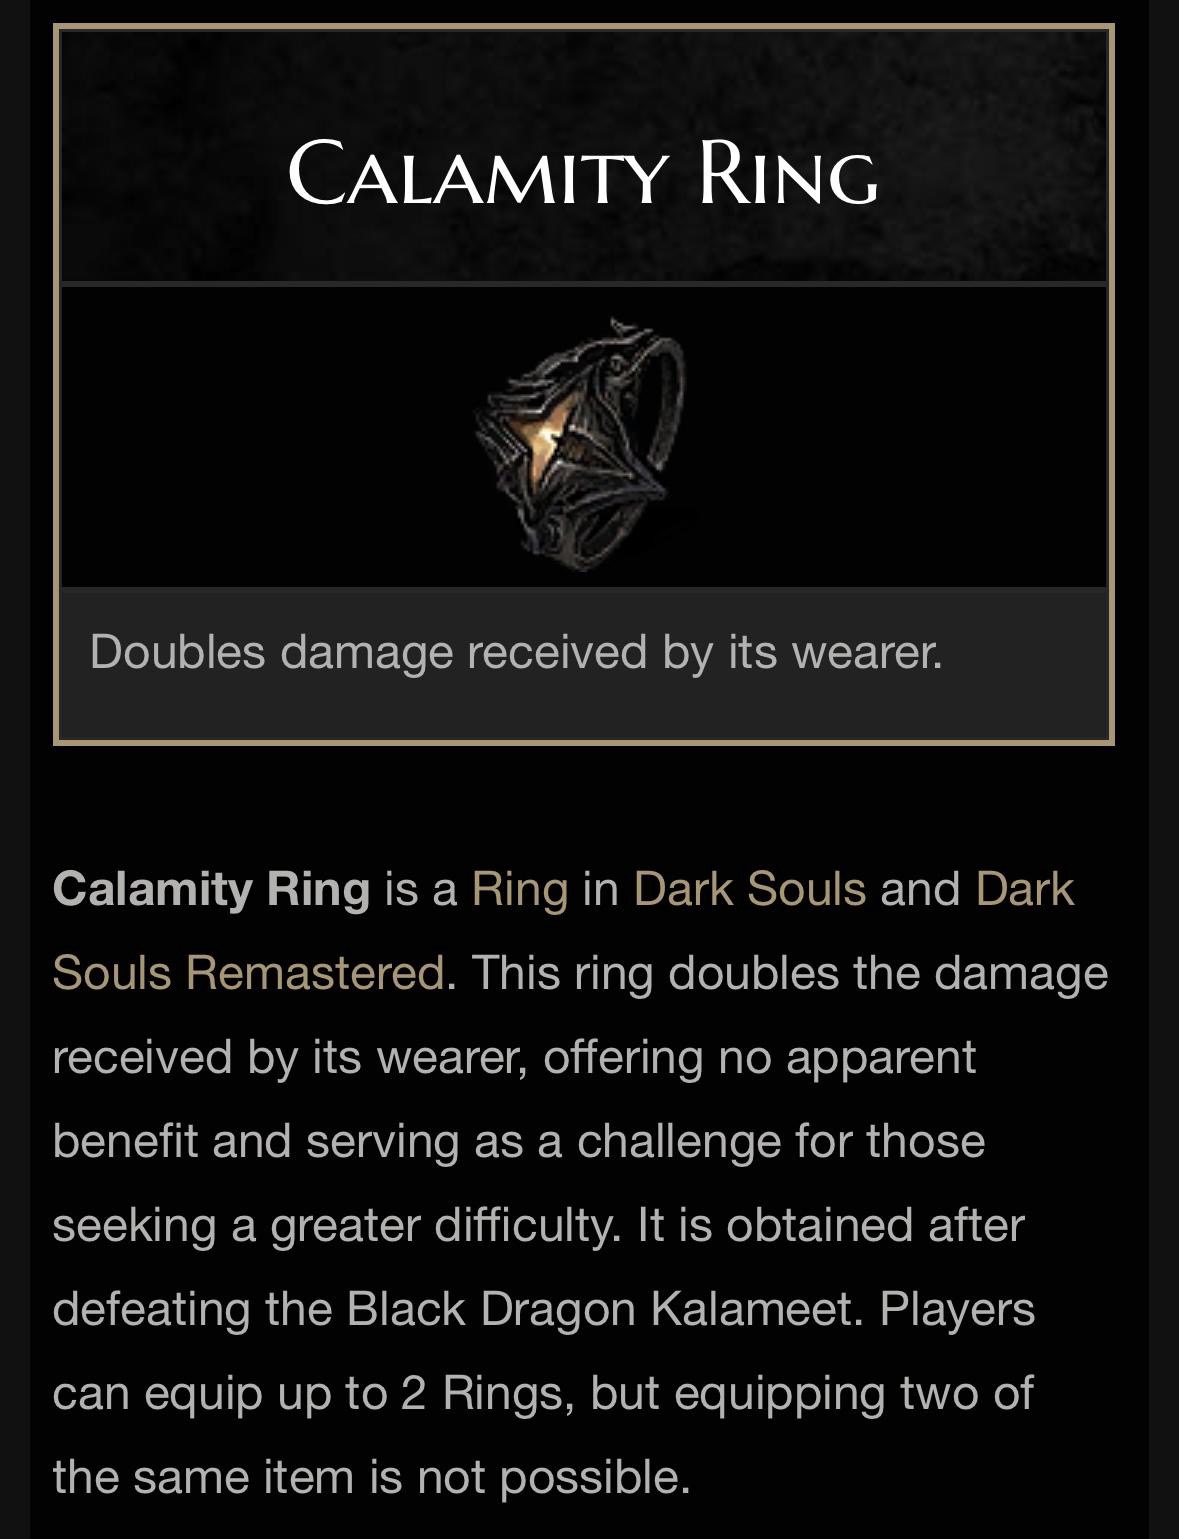 Calamity Ring
Doubles damage received by its wearer.
Calamity Ring is a Ring in Dark Souls and Dark
Souls Remastered. This ring doubles the damage
received by its wearer, offering no apparent
benefit and serving as a challenge for those
seeking a greater difficulty. It is obtained after
defeating the Black Dragon Kalameet. Players
can equip up to 2 Rings, but equipping two of
the same item is not possible.